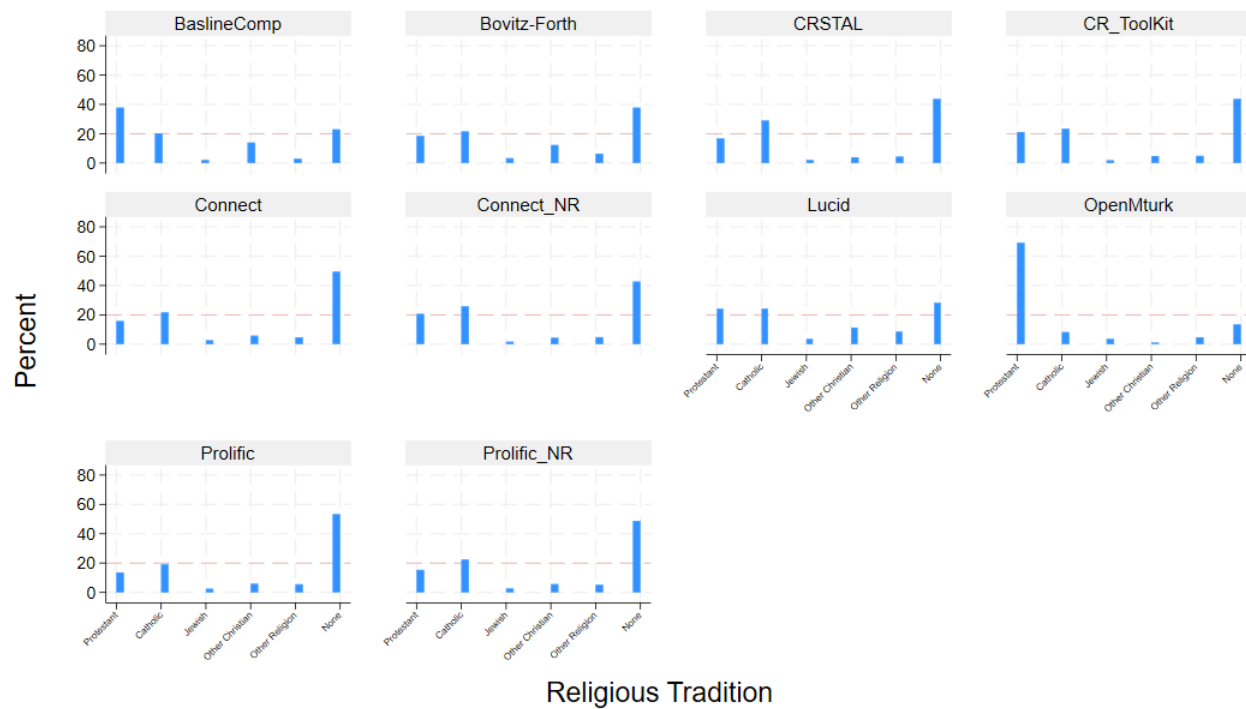 BaslineComp
Bovitz-Forth
CRSTAL
CR_ToolKit
80
60
40
20
0
Connect
Connect_NR
Lucid
OpenMturk
80
60
40
20
0
Protestant
Catholic
Jewish
Other Christian
Other Religion
None
Protestant
Catholic
Jewish
Other Christian
Other Religion
None
Prolific
Prolific_NR
80
60
40
20
0
Protestant
Catholic
Jewish
Other Christian
Other Religion
None
Protestant
Catholic
Jewish
Other Christian
Other Religion
None
Percent
Religious Tradition